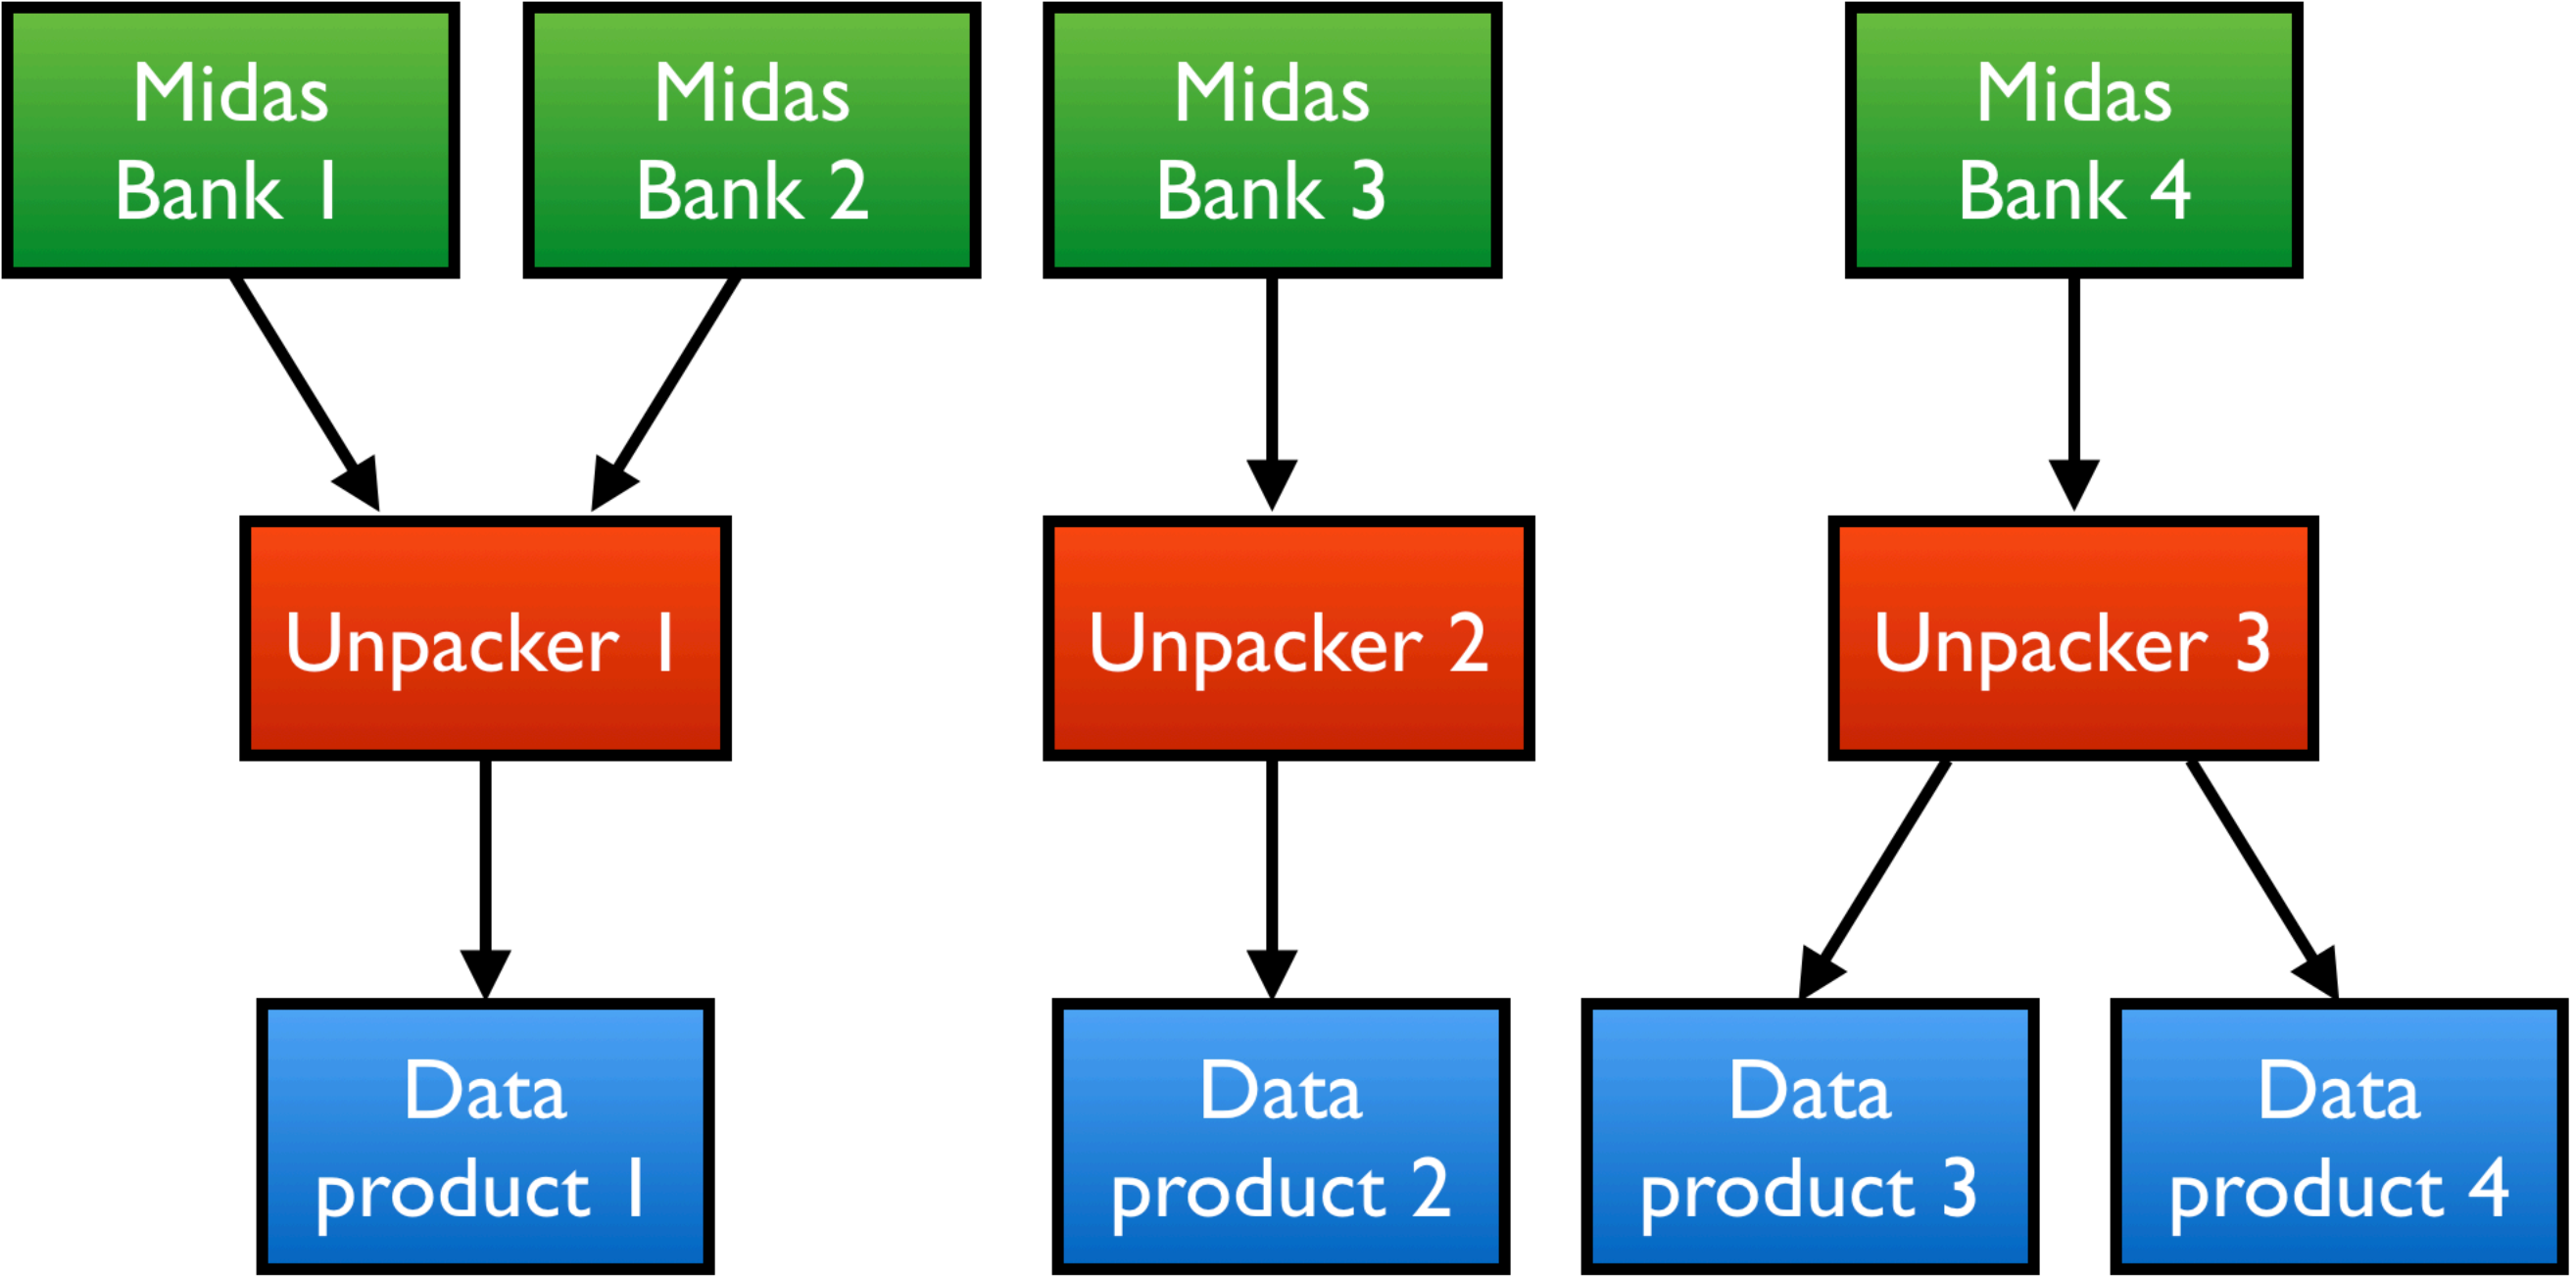 Midas
Bank 1
Midas
Bank 2
Midas
Bank 3
Midas
Bank 4
Unpacker 1
Unpacker 2
Unpacker 3
Data
product 1
Data
product 2
Data
product 3
Data
product 4